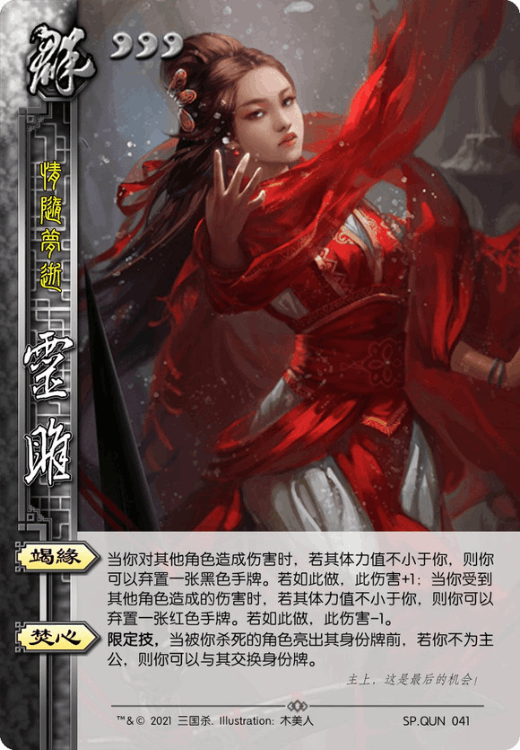 群
情隨夢逝
靈雎
竭緣
当你对其他角色造成伤害时，若其体力值不小于你，则你
可以弃置一张黑色手牌。若如此做，此伤害+1；当你受到
其他角色造成的伤害时，若其体力值不小于你，则你可以
弃置一张红色手牌。若如此做，此伤害-1。
焚心
限定技，当被你杀死的角色亮出其身份牌前，若你不为主
公，则你可以与其交换身份牌。
主上，这是最后的机会！
™&© 2021 三国杀. Illustration: 木美人
SP.QUN 041